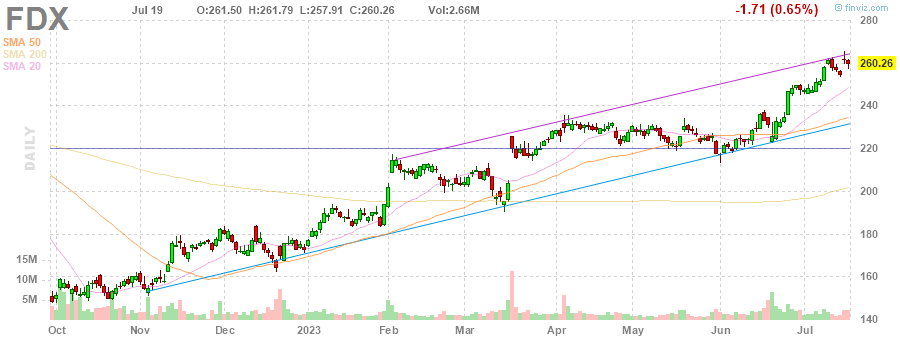 FDX Jul 19 O:261.50 H:261.79 L:257.91 C:260.26 Vol:2.66M -1.71 (0.65%) finviz.com
SMA 50
SMA 200
SMA 20
280
260.26
240
220
200
180
160
140
DAILY
15M
10M
5M
Oct Nov Dec 2023 Feb Mar Apr May Jun Jul